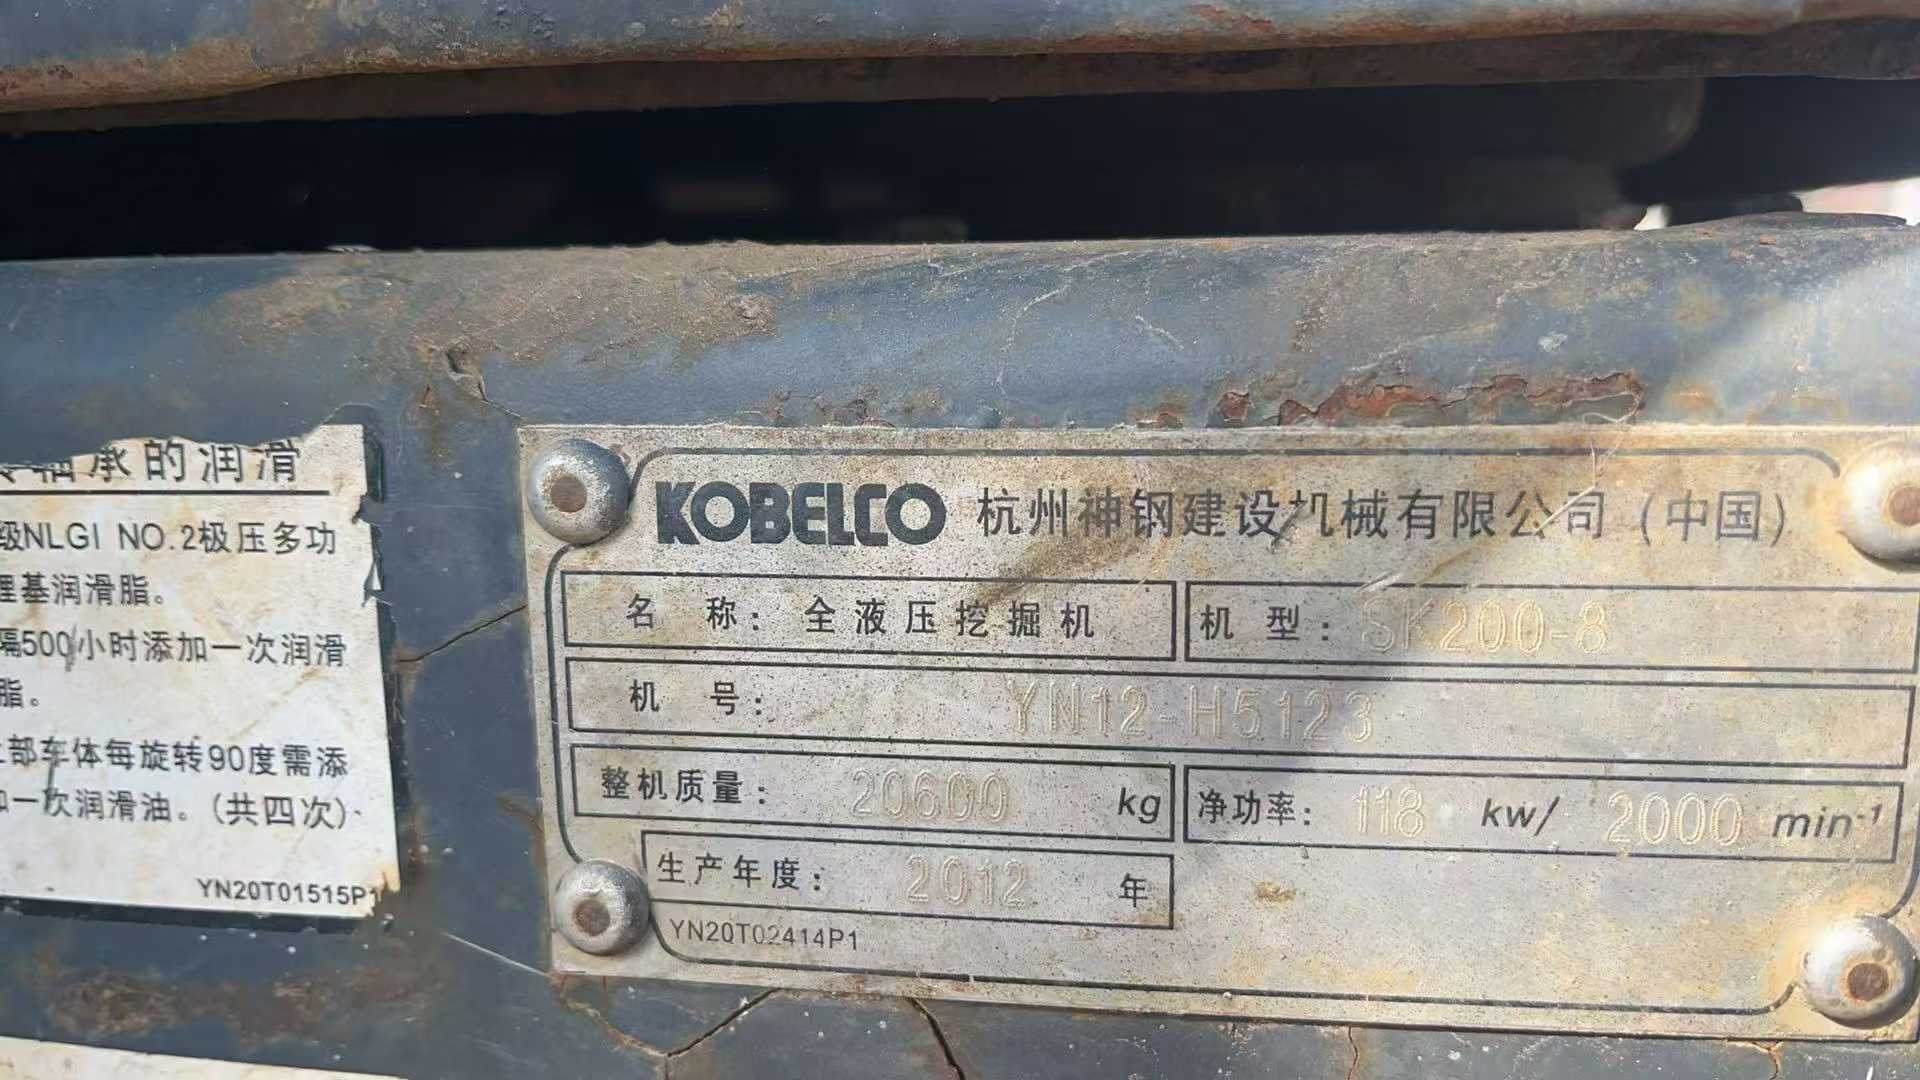 轴承的润滑
级NLGI NO.2极压多功
锂基润滑脂。
隔500小时添加一次润滑
脂。
上部车体每旋转90度需添
加一次润滑油。(共四次)
YN20T01515P1
KOBELCO 杭州神钢建设机械有限公司(中国)
名 称: 全液压挖掘机 机 型: SK200-8
机 号: YN12-H5123
整机质量: 20600 kg 净功率: 118 kw/ 2000 min⁻¹
生产年度: 2012 年
YN20T02414P1